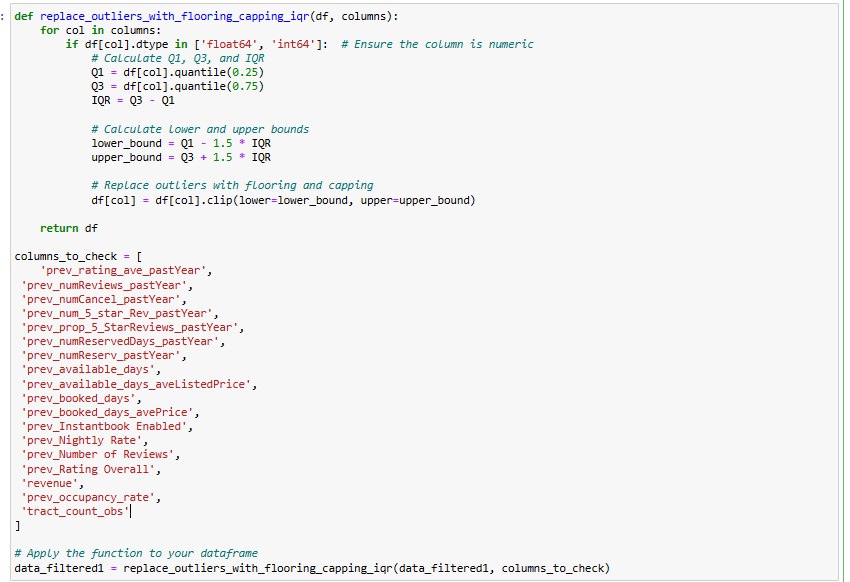 :
def replace_outliers_with_flooring_capping_iqr(df, columns):
    for col in columns:
        if df[col].dtype in ['float64', 'int64']:  # Ensure the column is numeric
            # Calculate Q1, Q3, and IQR
            Q1 = df[col].quantile(0.25)
            Q3 = df[col].quantile(0.75)
            IQR = Q3 - Q1

            # Calculate lower and upper bounds
            lower_bound = Q1 - 1.5 * IQR
            upper_bound = Q3 + 1.5 * IQR

            # Replace outliers with flooring and capping
            df[col] = df[col].clip(lower=lower_bound, upper=upper_bound)

    return df

columns_to_check = [
    'prev_rating_ave_pastYear',
 'prev_numReviews_pastYear',
 'prev_numCancel_pastYear',
 'prev_num_5_star_Rev_pastYear',
 'prev_prop_5_StarReviews_pastYear',
 'prev_numReservedDays_pastYear',
 'prev_numReserv_pastYear',
 'prev_available_days',
 'prev_available_days_aveListedPrice',
 'prev_booked_days',
 'prev_booked_days_avePrice',
 'prev_Instantbook Enabled',
 'prev_Nightly Rate',
 'prev_Number of Reviews',
 'prev_Rating Overall',
 'revenue',
 'prev_occupancy_rate',
 'tract_count_obs'
]

# Apply the function to your dataframe
data_filtered1 = replace_outliers_with_flooring_capping_iqr(data_filtered1, columns_to_check)